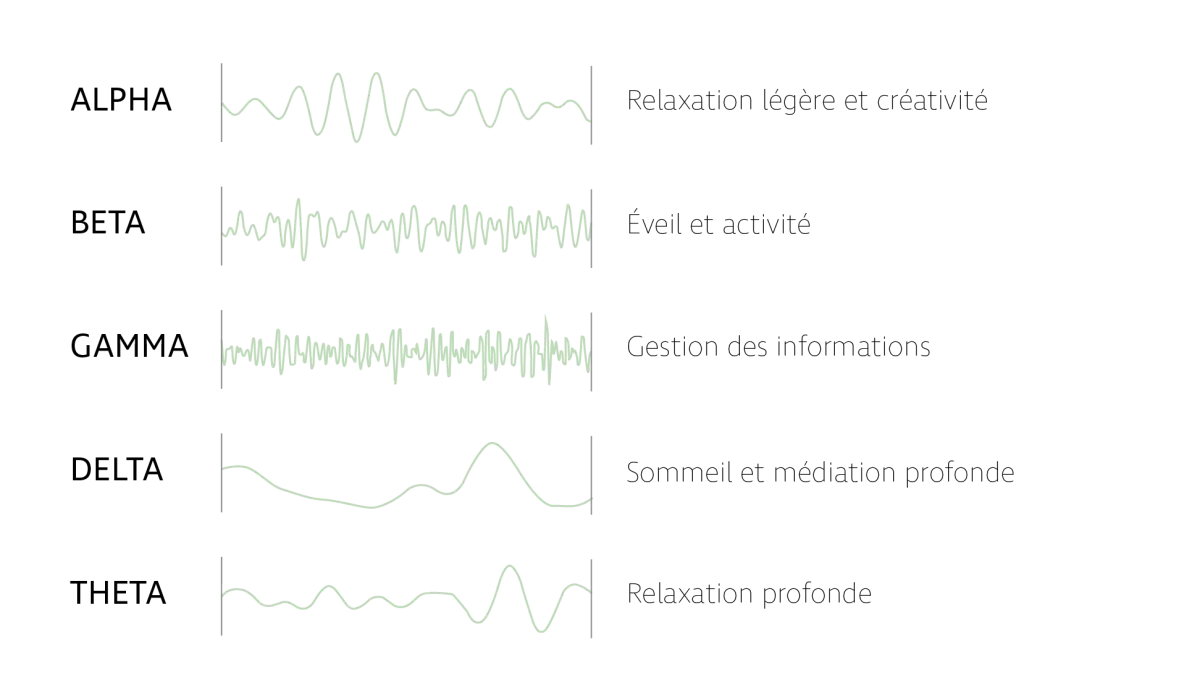 ALPHA Relaxation légère et créativité
BETA Éveil et activité
GAMMA Gestion des informations
DELTA Sommeil et médiation profonde
THETA Relaxation profonde